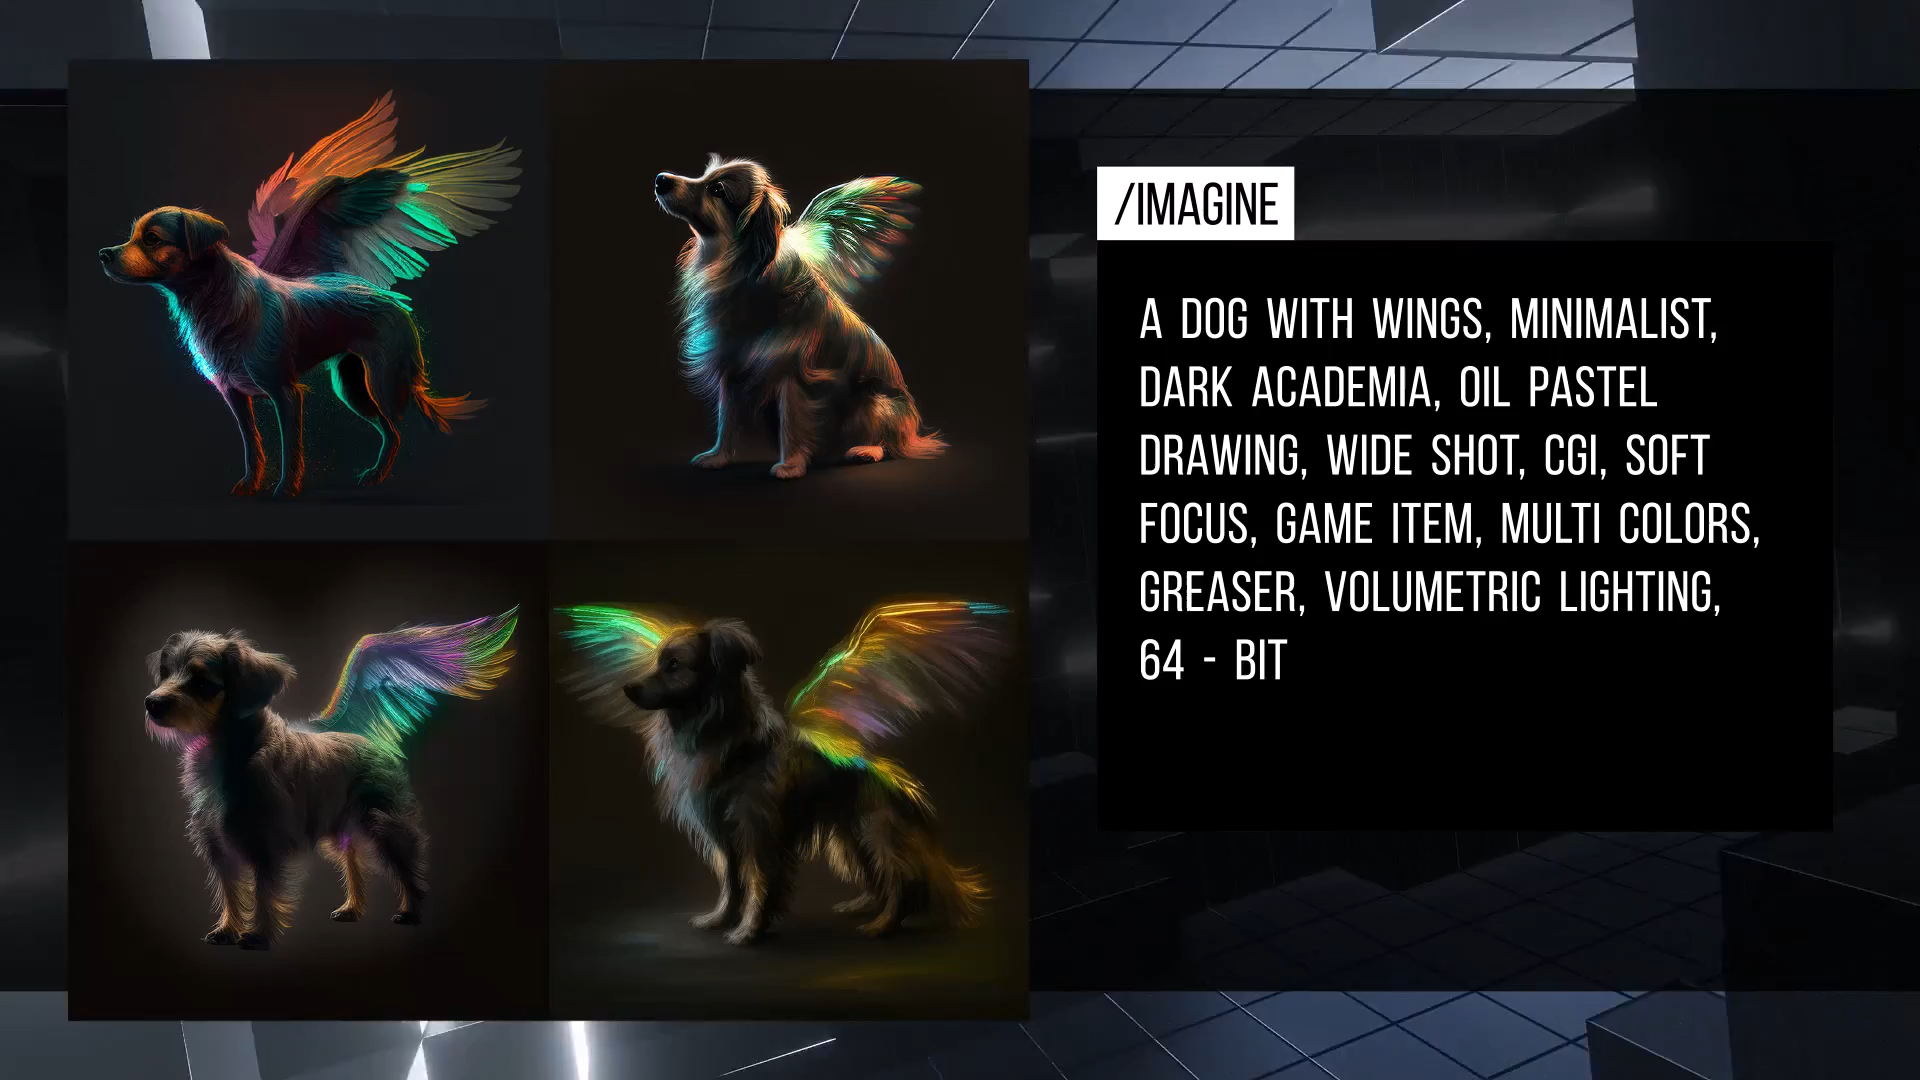 /IMAGINE
A DOG WITH WINGS, MINIMALIST,
DARK ACADEMIA, OIL PASTEL
DRAWING, WIDE SHOT, CGI, SOFT
FOCUS, GAME ITEM, MULTI COLORS,
GREASER, VOLUMETRIC LIGHTING,
64 - BIT